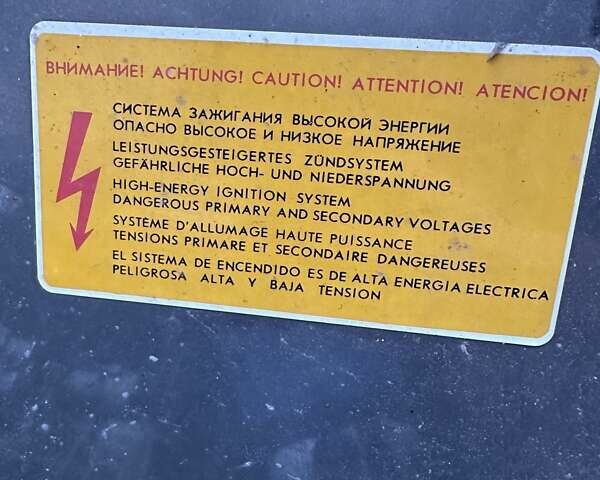 ВНИМАНИЕ! ACHTUNG! CAUTION! ATTENTION! ATENCION!
СИСТЕМА ЗАЖИГАНИЯ ВЫСОКОЙ ЭНЕРГИИ
ОПАСНО ВЫСОКОЕ И НИЗКОЕ НАПРЯЖЕНИЕ
LEISTUNGSGESTEIGERTES ZÜNDSYSTEM
GEFÄHRLICHE HOCH- UND NIEDERSPANNUNG
HIGH-ENERGY IGNITION SYSTEM
DANGEROUS PRIMARY AND SECONDARY VOLTAGES
SYSTÈME D'ALLUMAGE HAUTE PUISSANCE
TENSIONS PRIMARE ET SECONDAIRE DANGEREUSES
EL SISTEMA DE ENCENDIDO ES DE ALTA ENERGIA ELECTRICA
PELIGROSA ALTA Y BAJA TENSION